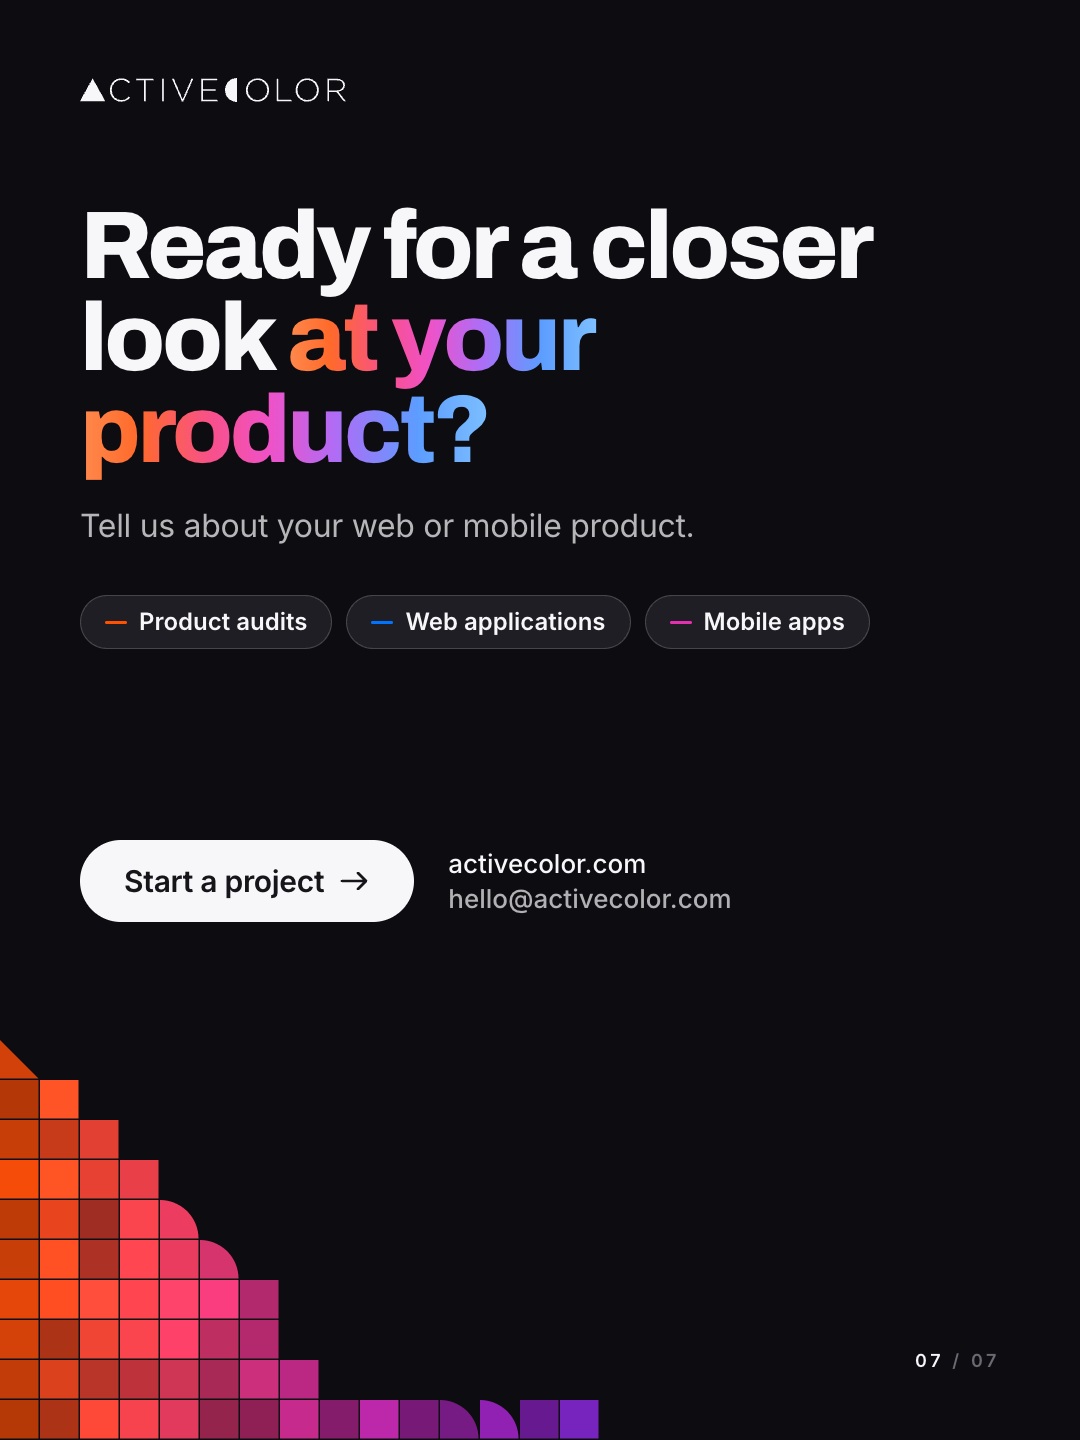 ACTIVECOLOR
Ready for a closer
look at your
product?
Tell us about your web or mobile product.
Product audits
Web applications
Mobile apps
Start a project →
activecolor.com
hello@activecolor.com
07 / 07